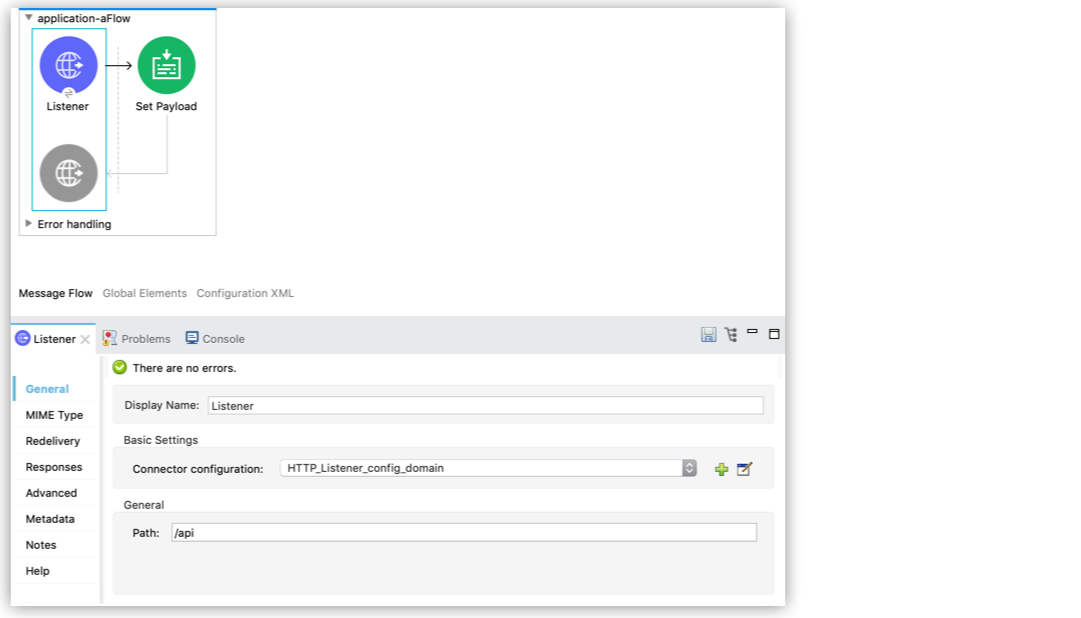 application-aFlow
Listener
Set Payload
Error handling
Message Flow Global Elements Configuration XML
Listener Problems Console
There are no errors.
General
MIME Type
Redelivery
Responses
Advanced
Metadata
Notes
Help
Display Name: Listener
Basic Settings
Connector configuration: HTTP_Listener_config_domain
General
Path: /api